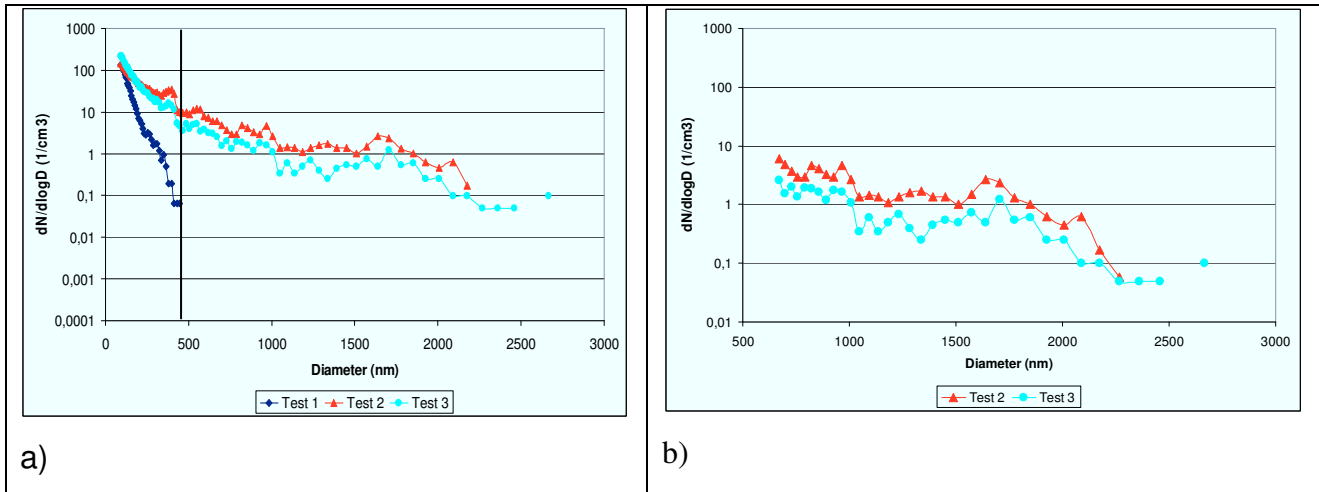 1000
100
10
1
0,1
0,01
0,001
0,0001
dN/dlogD (1/cm3)
0 500 1000 1500 2000 2500 3000
Diameter (nm)
Test 1 Test 2 Test 3
a)
1000
100
10
1
0,1
0,01
dN/dlogD (1/cm3)
500 1000 1500 2000 2500 3000
Diameter (nm)
Test 2 Test 3
b)